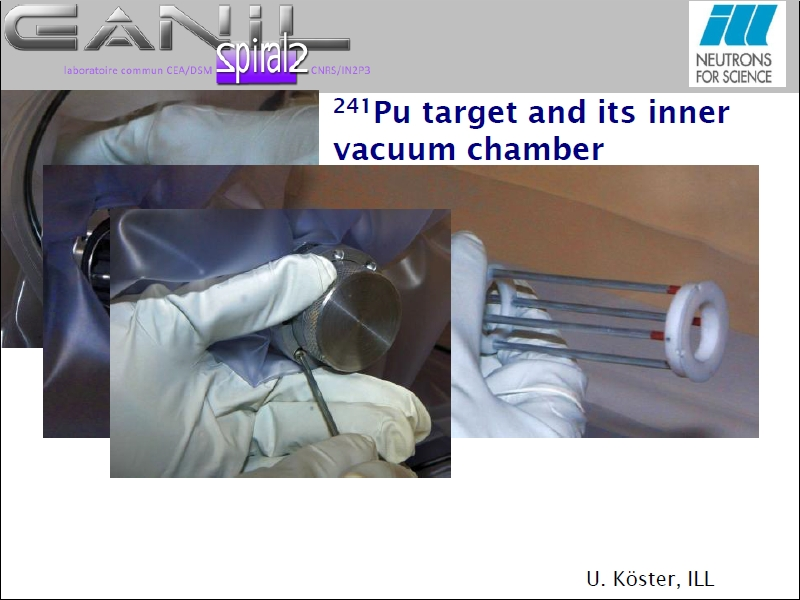 GANIL
spiral2
laboratoire commun CEA/DSM CNRS/IN2P3
ill
NEUTRONS
FOR SCIENCE
²⁴¹Pu target and its inner
vacuum chamber
U. Köster, ILL